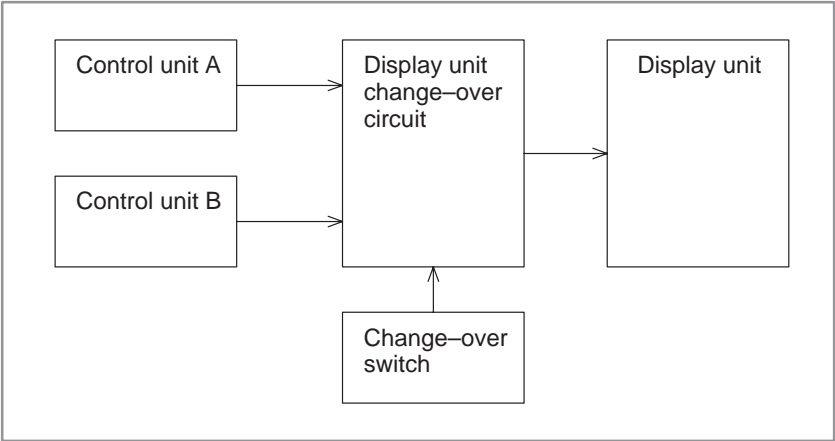 Control unit A
Display unit
change–over
circuit
Display unit
Control unit B
Change–over
switch